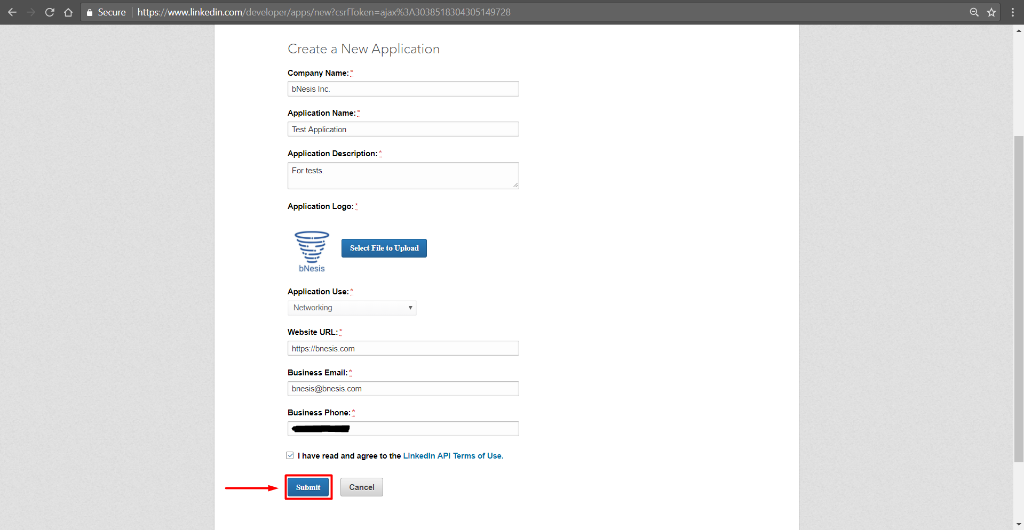 Secure https://www.linkedin.com/developer/apps/new?csrfToken=ajax%3A3038518304305149728
Create a New Application
Company Name:*
bNesis Inc.
Application Name:*
Test Application
Application Description:*
For tests
Application Logo:*
Select File to Upload
bNesis
Application Use:*
Networking
Website URL:*
https://bnesis.com
Business Email:*
bnesis@bnesis.com
Business Phone:*
I have read and agree to the LinkedIn API Terms of Use.
Submit Cancel